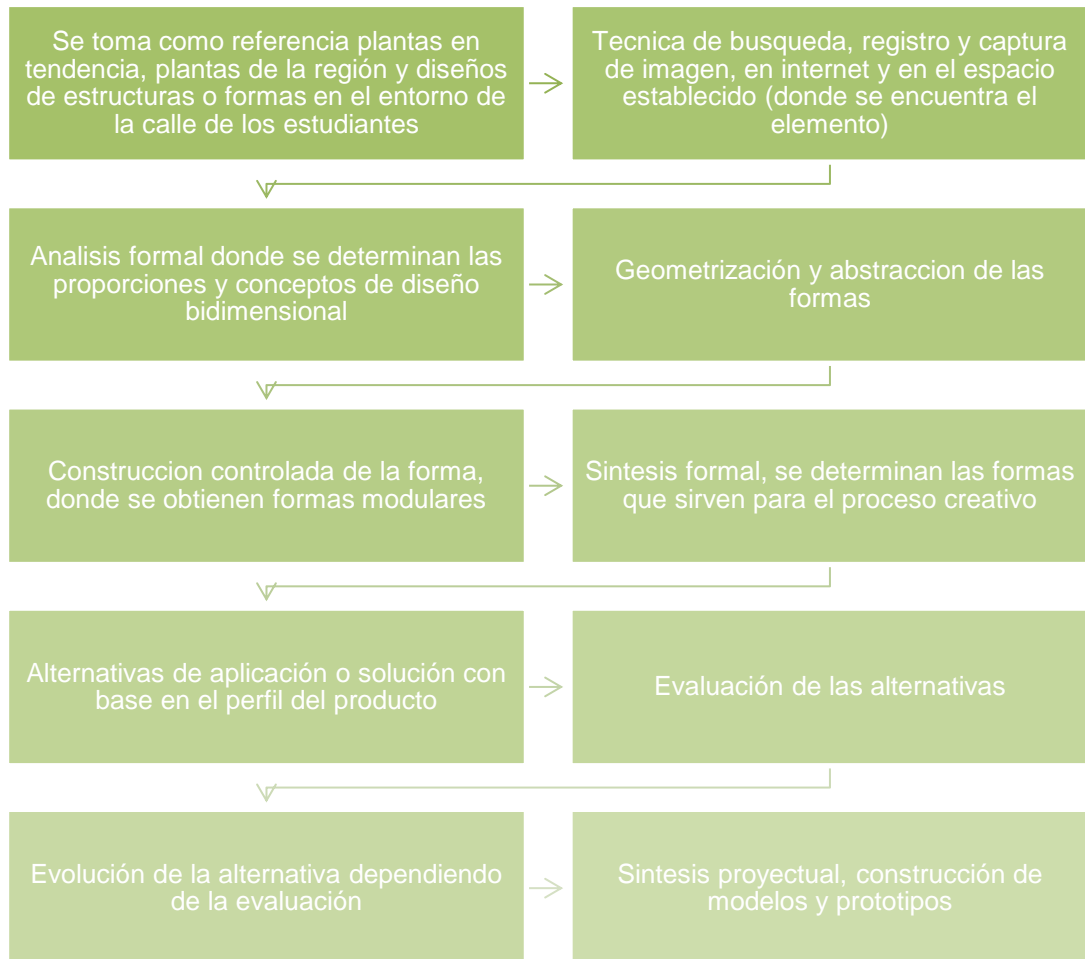 Se toma como referencia plantas en
tendencia, plantas de la región y diseños
de estructuras o formas en el entorno de
la calle de los estudiantes
Tecnica de busqueda, registro y captura
de imagen, en internet y en el espacio
establecido (donde se encuentra el
elemento)
Analisis formal donde se determinan las
proporciones y conceptos de diseño
bidimensional
Geometrización y abstraccion de las
formas
Construccion controlada de la forma,
donde se obtienen formas modulares
Sintesis formal, se determinan las formas
que sirven para el proceso creativo
Alternativas de aplicación o solución con
base en el perfil del producto
Evaluación de las alternativas
Evolución de la alternativa dependiendo
de la evaluación
Sintesis proyectual, construcción de
modelos y prototipos